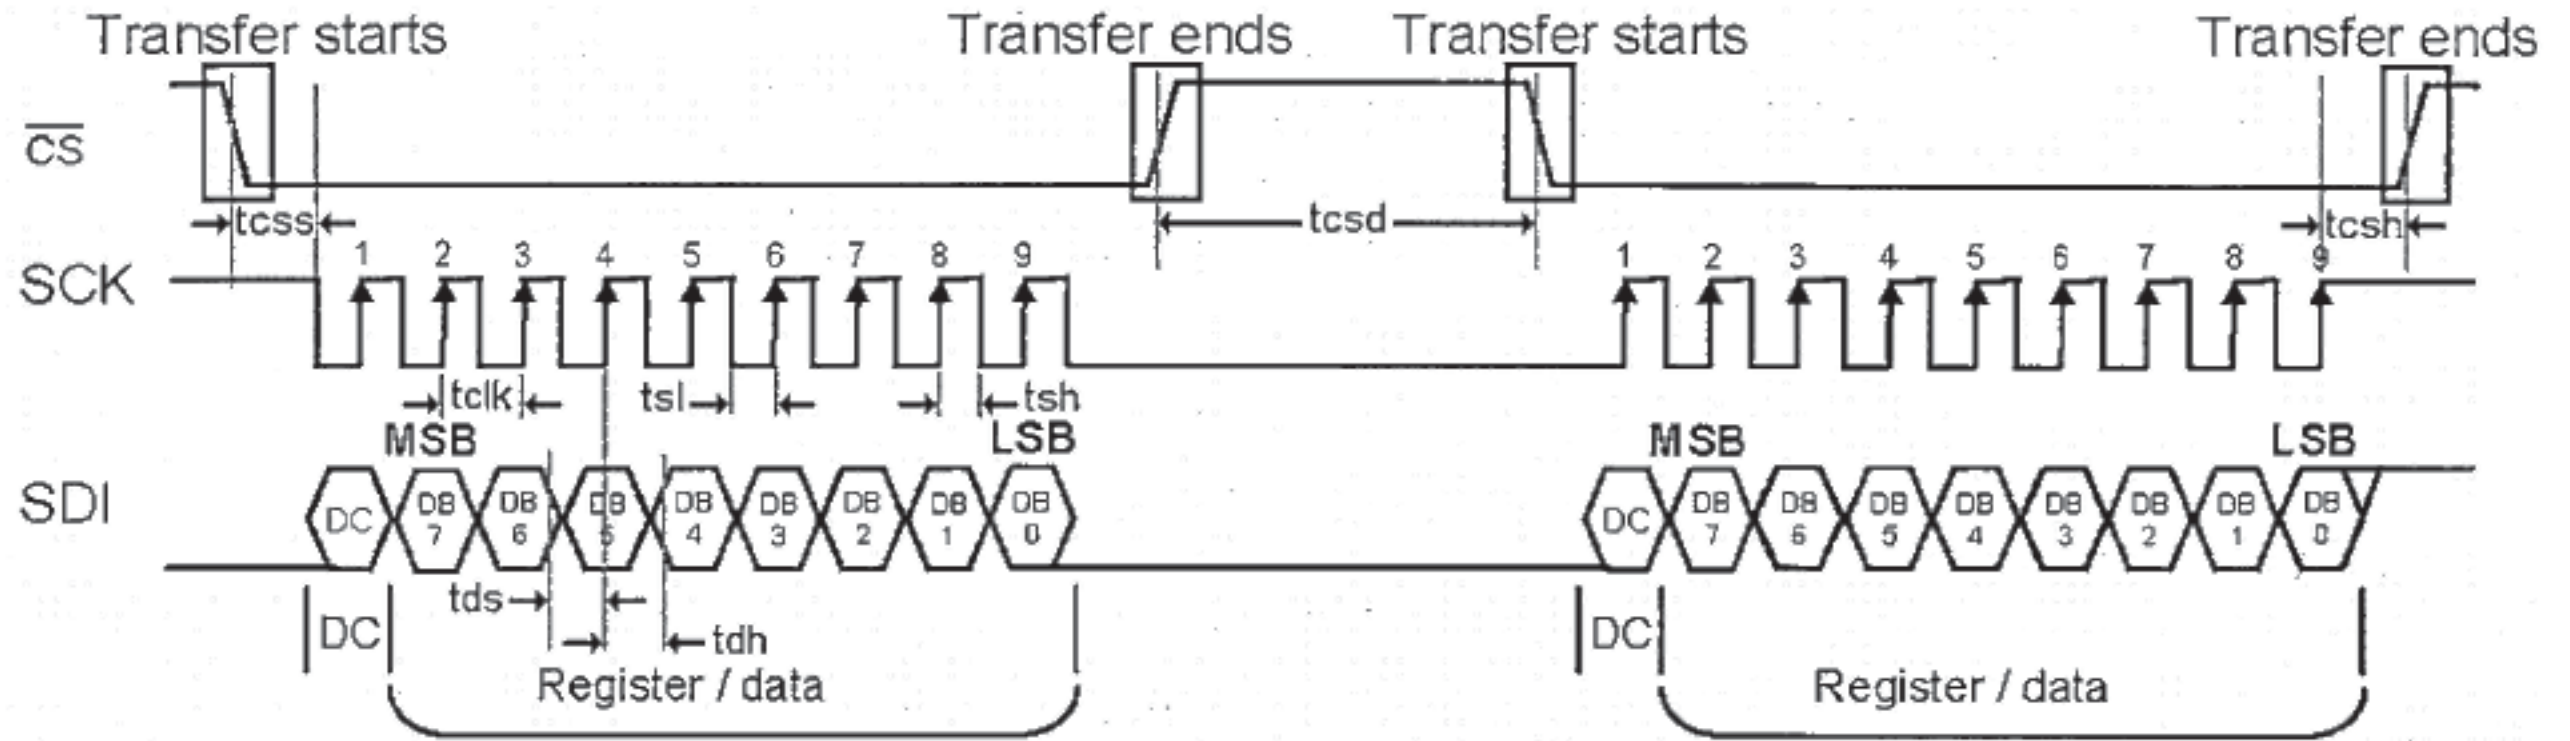 Transfer starts Transfer ends Transfer starts Transfer ends
CS
tcss tcsd tcsh
1 2 3 4 5 6 7 8 9 1 2 3 4 5 6 7 8 9
SCK
tclk tsl tsh
MSB LSB MSB LSB
SDI
DC DB 7 DB 6 DB 5 DB 4 DB 3 DB 2 DB 1 DB 0 DC DB 7 DB 6 DB 5 DB 4 DB 3 DB 2 DB 1 DB 0
tds
DC tdh DC
Register / data Register / data